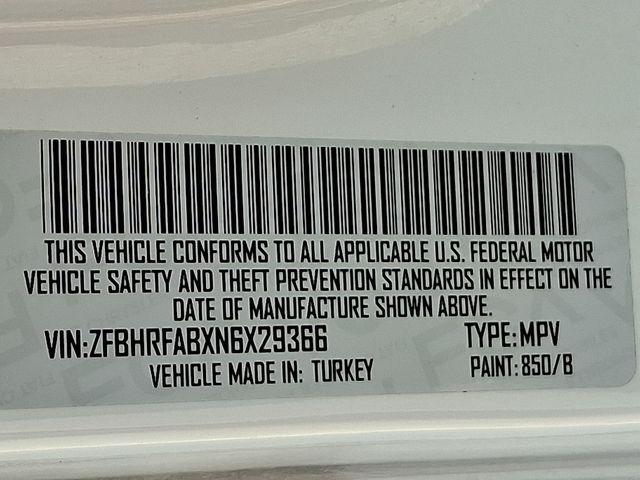 THIS VEHICLE CONFORMS TO ALL APPLICABLE U.S. FEDERAL MOTOR
VEHICLE SAFETY AND THEFT PREVENTION STANDARDS IN EFFECT ON THE
DATE OF MANUFACTURE SHOWN ABOVE.
VIN:ZFBHRFABXN6X29366 TYPE:MPV
VEHICLE MADE IN: TURKEY PAINT: 850/B